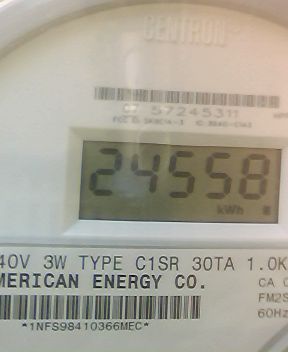 CENTRON
57245311
24558
kWh
40V 3W TYPE C1SR 30TA 1.0K
MERICAN ENERGY CO.
CA
FM2S
60Hz
*1NFS98410366MEC*